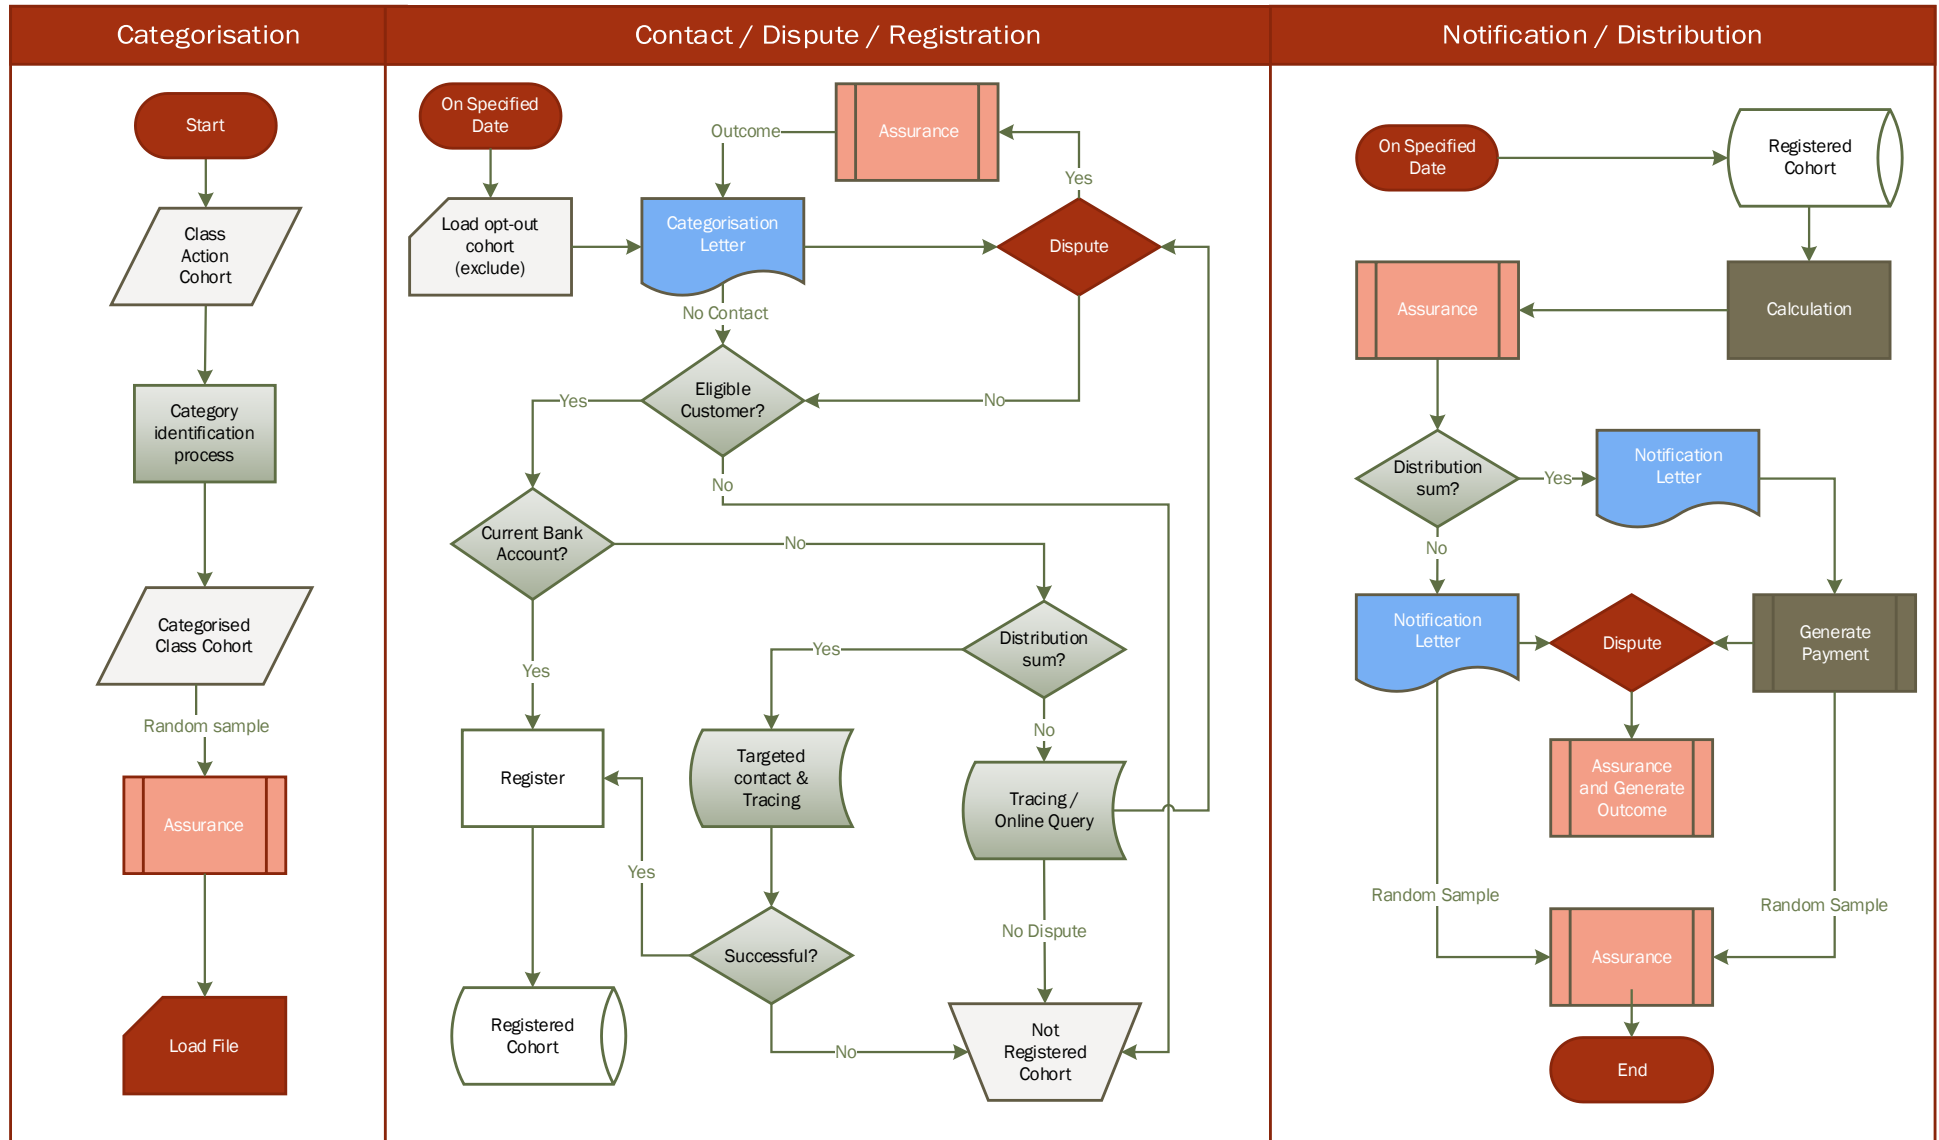 Categorisation
Contact / Dispute / Registration
Notification / Distribution
Start
Class
Action
Cohort
Category
identification
process
Categorised
Class Cohort
Random sample
Assurance
Load File
On Specified
Date
Load opt-out
cohort
(exclude)
Outcome
Assurance
Yes
Categorisation
Letter
Dispute
No Contact
Eligible
Customer?
Yes
No
No
Current Bank
Account?
No
Yes
Distribution
sum?
Yes
No
Register
Targeted
contact &
Tracing
Tracing /
Online Query
Yes
No Dispute
Successful?
No
Registered
Cohort
Not
Registered
Cohort
On Specified
Date
Registered
Cohort
Calculation
Assurance
Distribution
sum?
Yes
Notification
Letter
No
Notification
Letter
Dispute
Generate
Payment
Assurance
and Generate
Outcome
Random Sample
Random Sample
Assurance
End